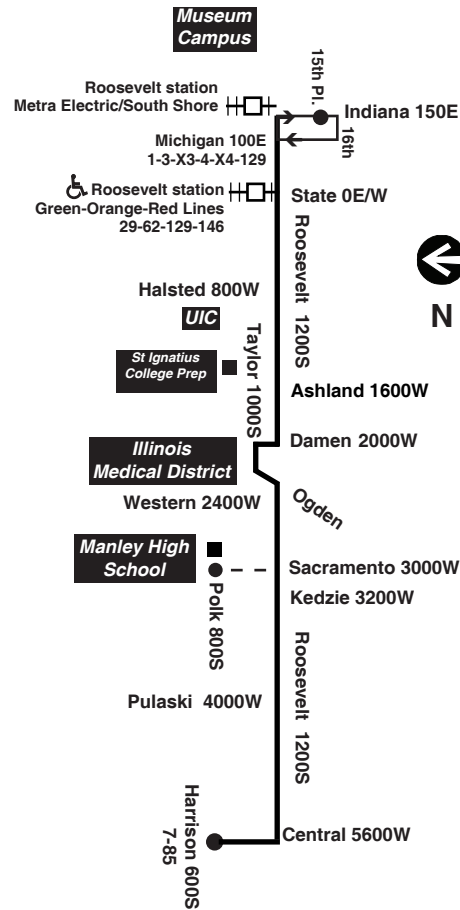 Museum
Campus
15th Pl.
Roosevelt station
Metra Electric/South Shore
Indiana 150E
16th
Michigan 100E
1-3-X3-4-X4-129
Roosevelt station
Green-Orange-Red Lines
29-62-129-146
State 0E/W
Roosevelt 1200S
N
Halsted 800W
UIC
Taylor 1000S
St Ignatius
College Prep
Ashland 1600W
Damen 2000W
Illinois
Medical District
Western 2400W
Ogden
Manley High
School
Sacramento 3000W
Kedzie 3200W
Polk 800S
Roosevelt 1200S
Pulaski 4000W
Harrison 600S
7-85
Central 5600W